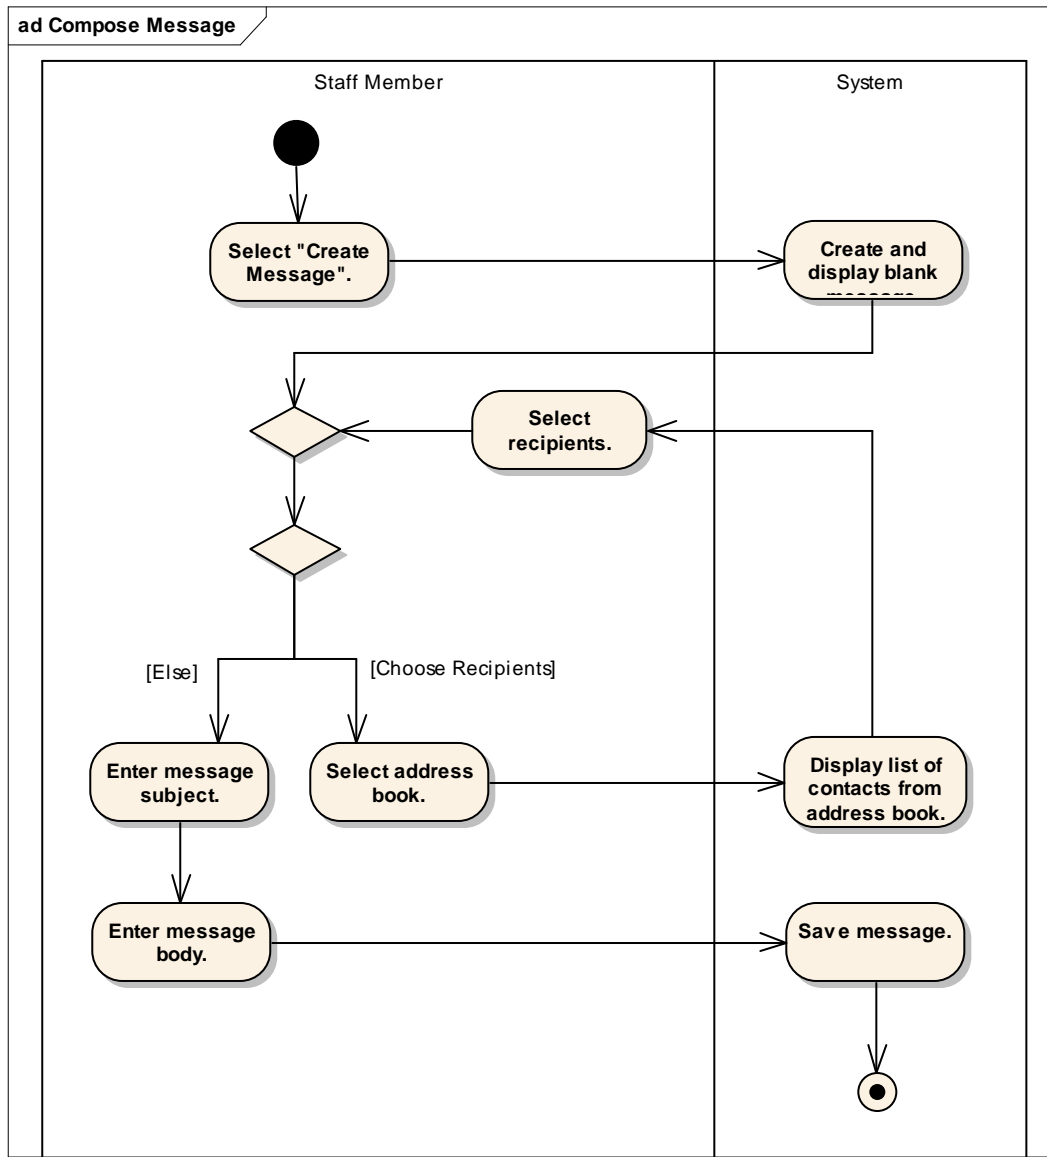 ad Compose Message
Staff Member
System
Select "Create
Message".
Create and
display blank
Select
recipients.
[Else]
[Choose Recipients]
Enter message
subject.
Select address
book.
Display list of
contacts from
address book.
Enter message
body.
Save message.